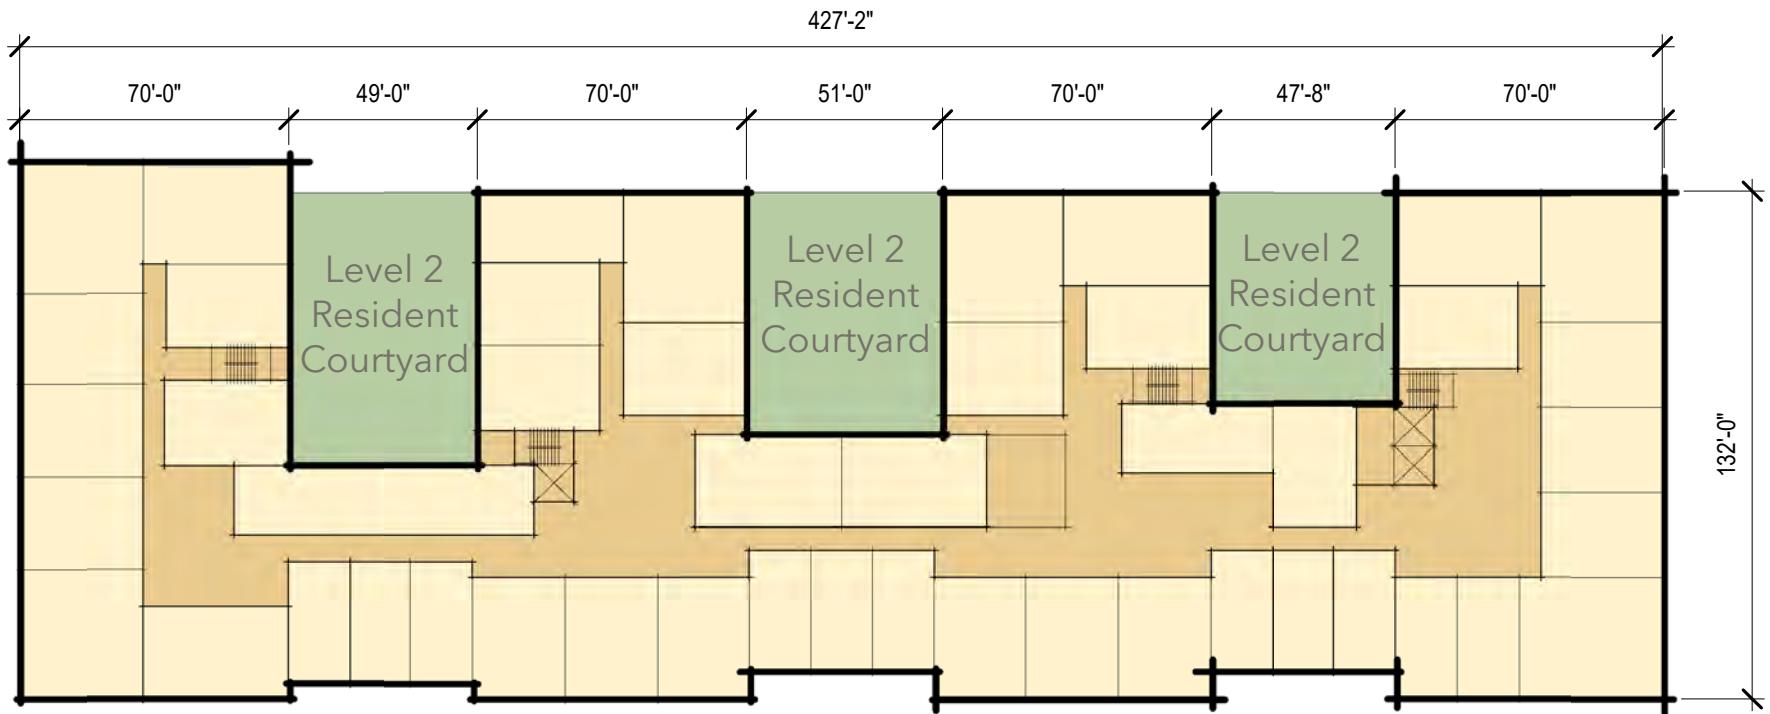 427'-2"
70'-0"
49'-0"
70'-0"
51'-0"
70'-0"
47'-8"
70'-0"
Level 2
Resident
Courtyard
Level 2
Resident
Courtyard
Level 2
Resident
Courtyard
132'-0"